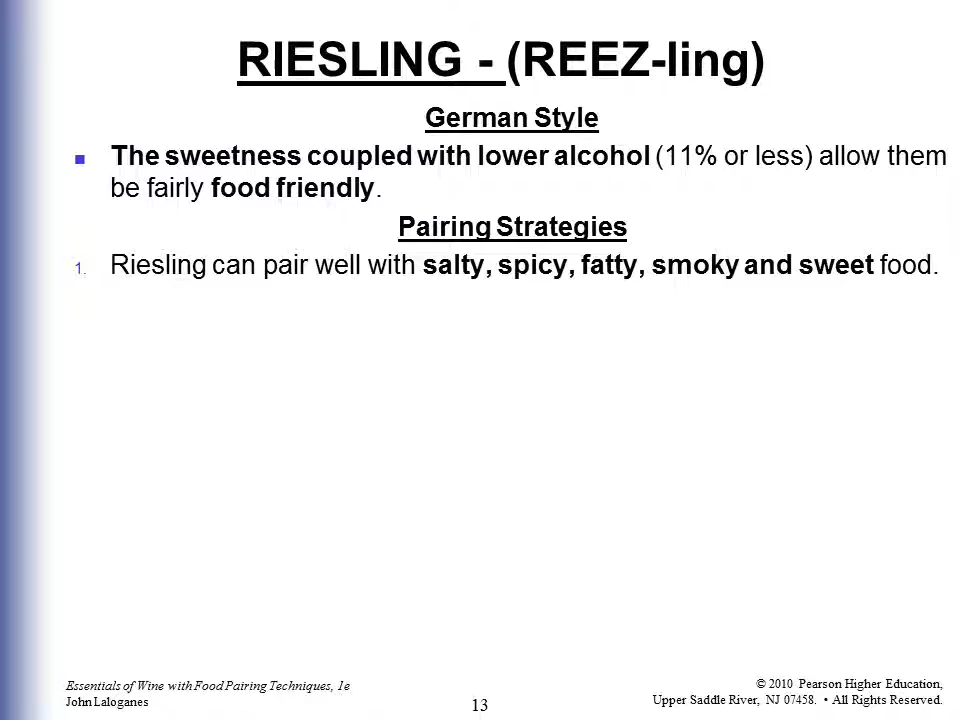 RIESLING - (REEZ-ling)
German Style
■ The sweetness coupled with lower alcohol (11% or less) allow them
be fairly food friendly.
Pairing Strategies
1. Riesling can pair well with salty, spicy, fatty, smoky and sweet food.
Essentials of Wine with Food Pairing Techniques, 1e
John Laloganes
13
© 2010 Pearson Higher Education,
Upper Saddle River, NJ 07458. • All Rights Reserved.